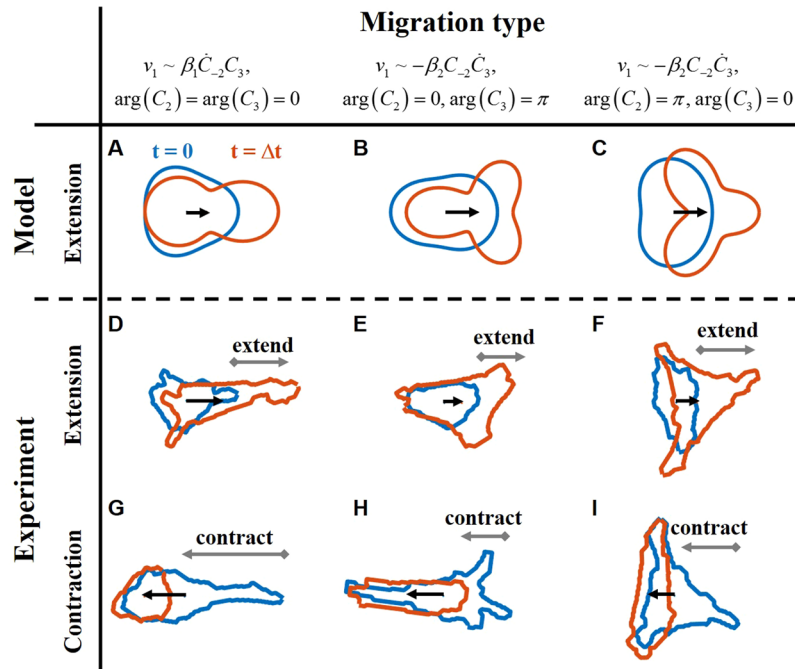 Migration type
v₁ ~ β₁Ċ₋₂C₃,
arg(C₂) = arg(C₃) = 0
v₁ ~ −β₂C₋₂Ċ₃,
arg(C₂) = 0, arg(C₃) = π
v₁ ~ −β₂C₋₂Ċ₃,
arg(C₂) = π, arg(C₃) = 0
Model
Extension
A
t = 0
t = Δt
B
C
Experiment
Extension
D
extend
E
extend
F
extend
Contraction
G
contract
H
contract
I
contract